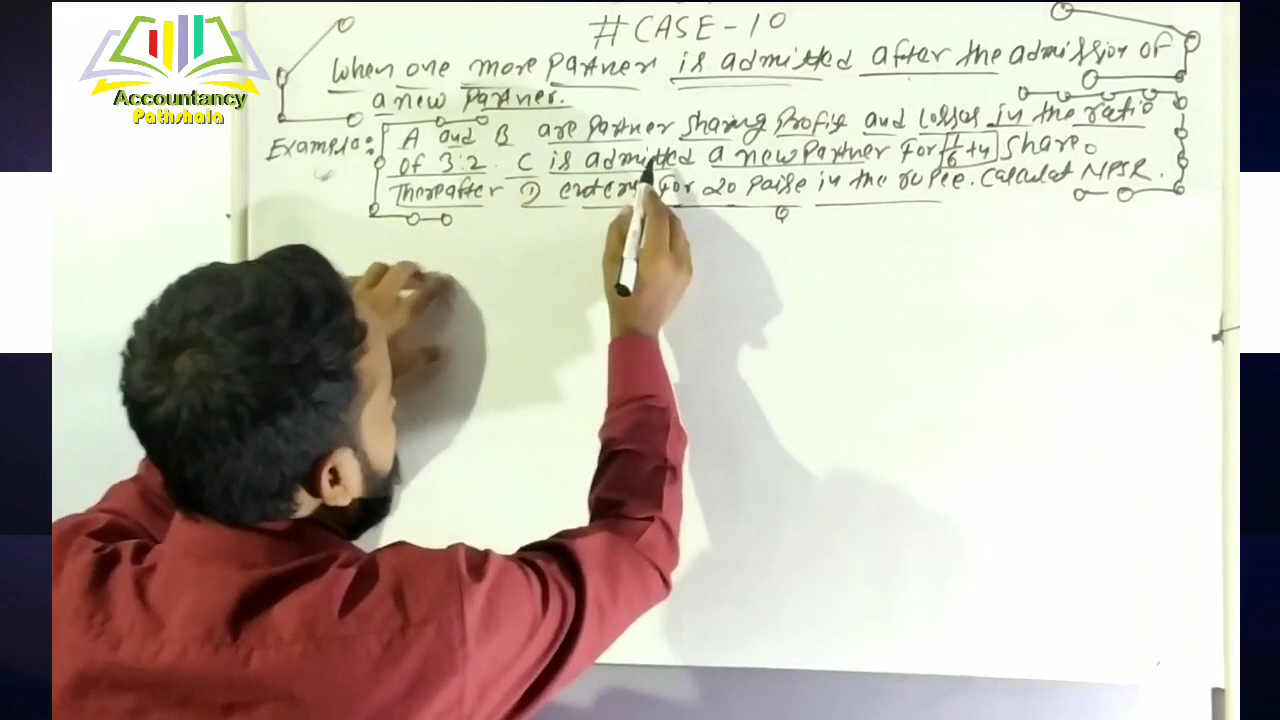 Accountancy
Pathshala
#CASE-10
When one more Partner is admitted after the admission of
a new Partner.
Example: A and B are Partner Sharing Profit and Losses in the ratio
of 3:2. C is admitted a new Partner For 1/6 th share.
Thereafter D enters For 20 Paise in the rupee. Calculat NPSR.